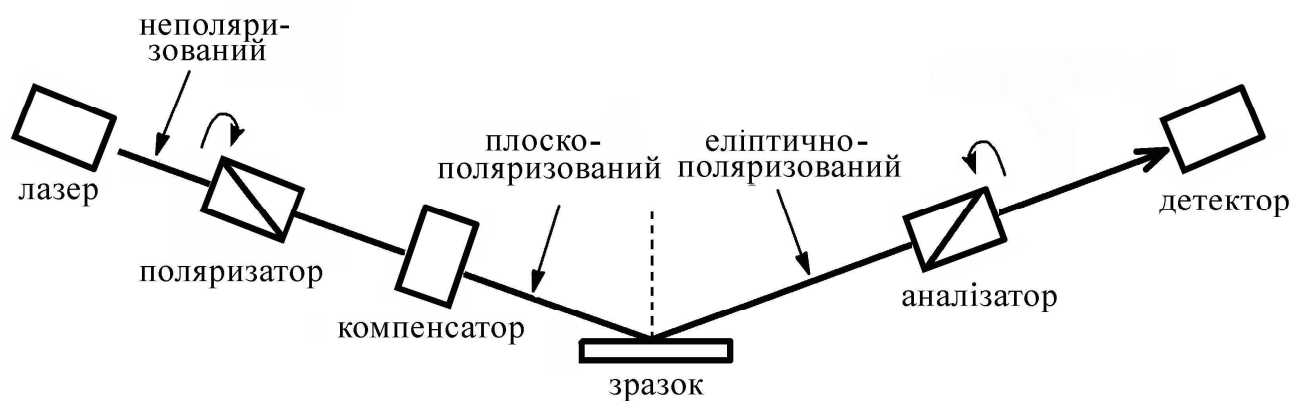 неполяри-
зований
лазер
поляризатор
компенсатор
плоско-
поляризований
зразок
еліптично-
поляризований
аналізатор
детектор